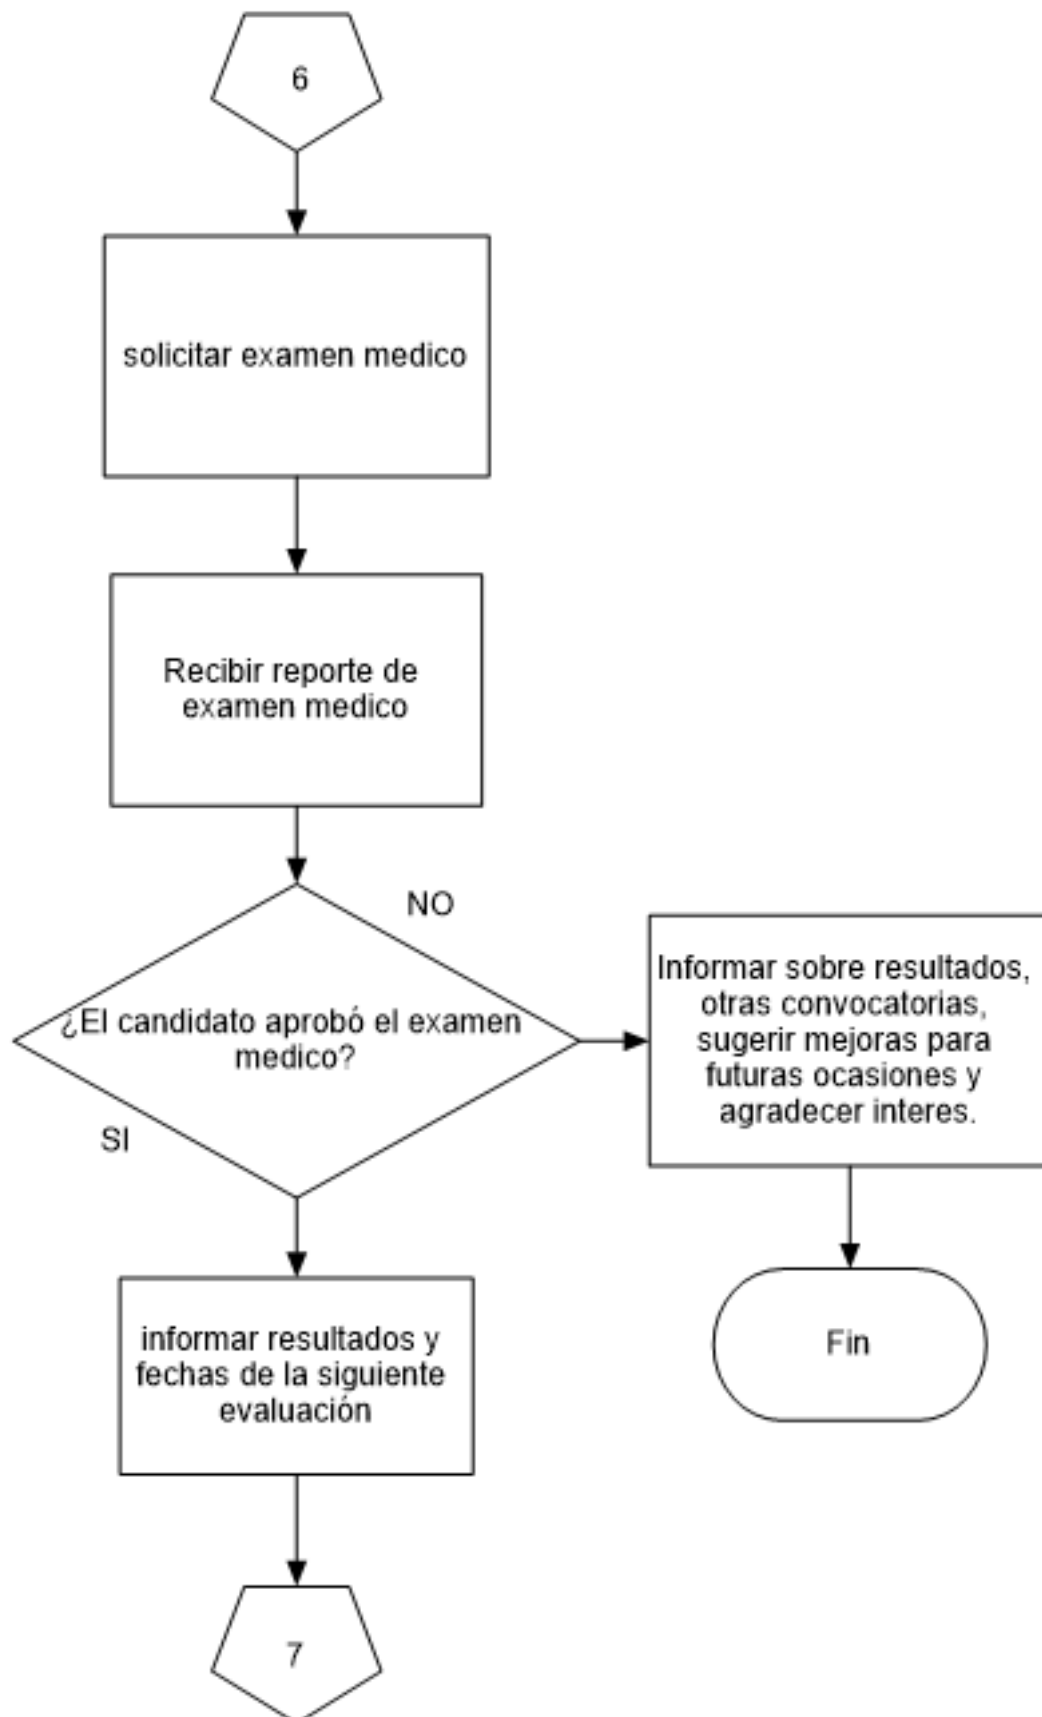 6
solicitar examen medico
Recibir reporte de
examen medico
NO
¿El candidato aprobó el examen
medico?
SI
Informar sobre resultados,
otras convocatorias,
sugerir mejoras para
futuras ocasiones y
agradecer interes.
informar resultados y
fechas de la siguiente
evaluación
Fin
7